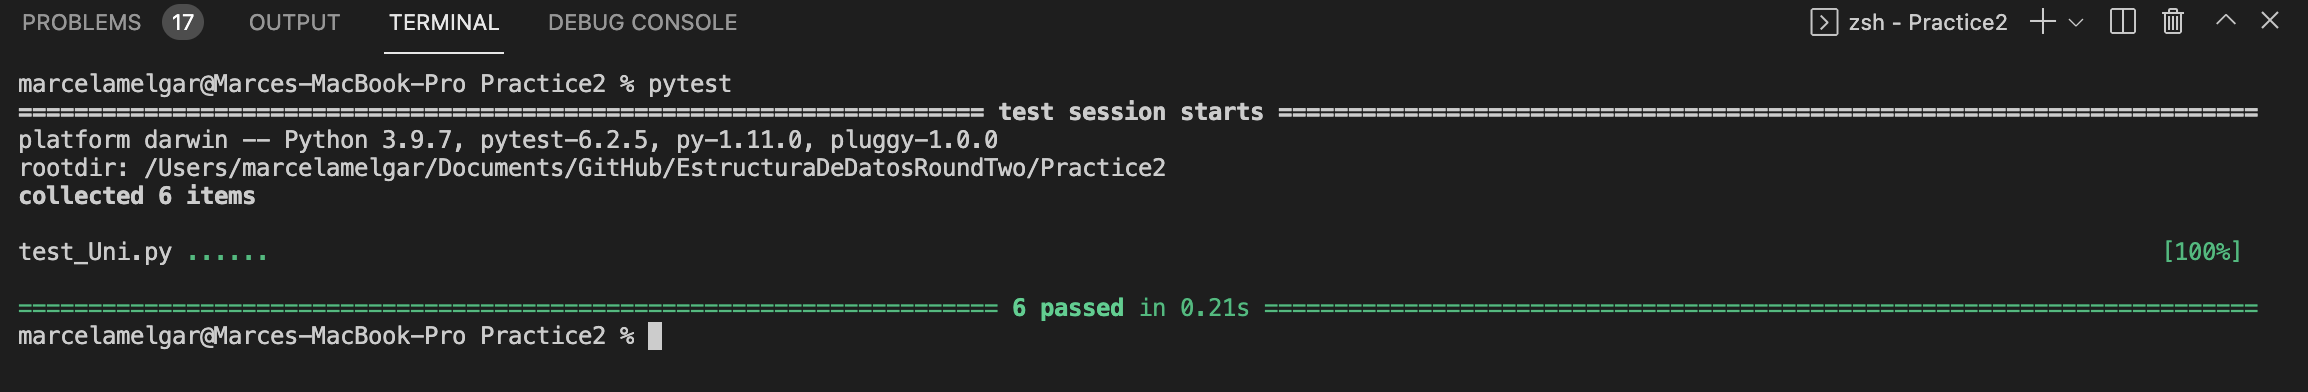 PROBLEMS 17 OUTPUT TERMINAL DEBUG CONSOLE zsh - Practice2
marcelamelgar@Marces-MacBook-Pro Practice2 % pytest
===================================================================== test session starts ======================================================================
platform darwin -- Python 3.9.7, pytest-6.2.5, py-1.11.0, pluggy-1.0.0
rootdir: /Users/marcelamelgar/Documents/GitHub/EstructuraDeDatosRoundTwo/Practice2
collected 6 items
test_Uni.py ...... [100%]
====================================================================== 6 passed in 0.21s =======================================================================
marcelamelgar@Marces-MacBook-Pro Practice2 %